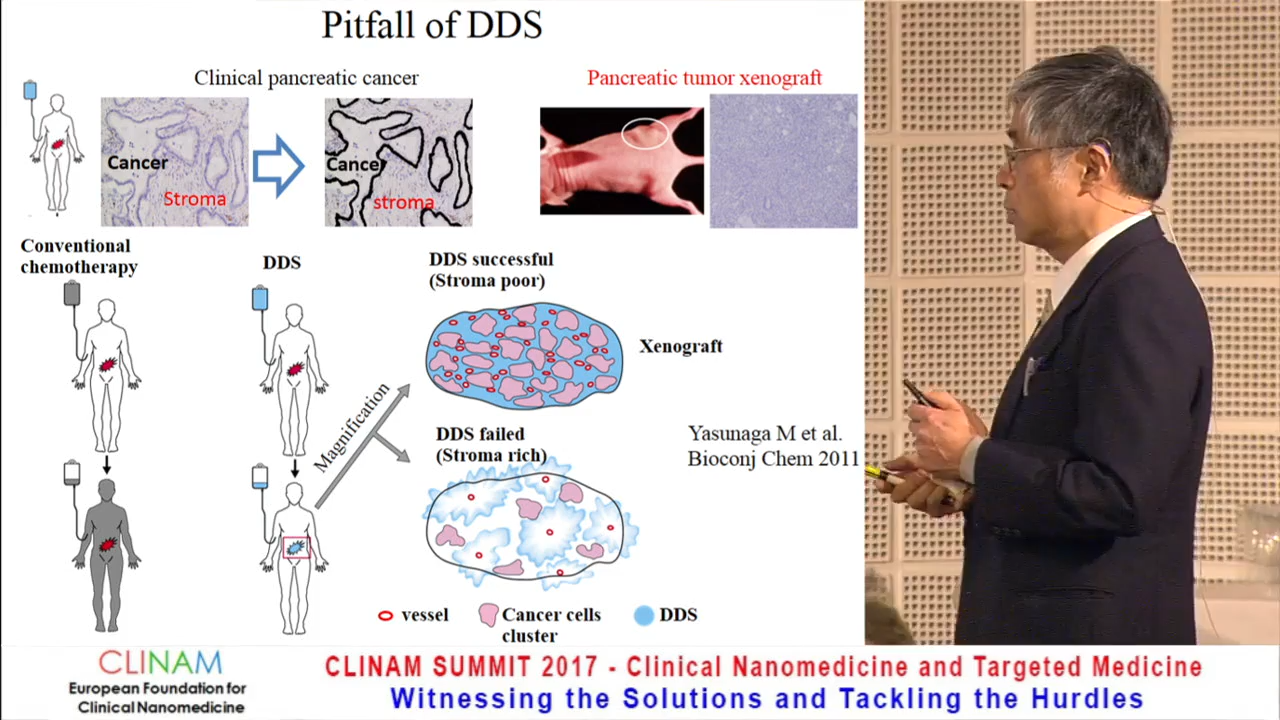 Pitfall of DDS
Clinical pancreatic cancer
Pancreatic tumor xenograft
Cancer
Stroma
Cancer
stroma
Conventional
chemotherapy
DDS
DDS successful
(Stroma poor)
Xenograft
Magnification
DDS failed
(Stroma rich)
Yasunaga M et al.
Bioconj Chem 2011
vessel
Cancer cells
cluster
DDS
CLINAM
European Foundation for
Clinical Nanomedicine
CLINAM SUMMIT 2017 - Clinical Nanomedicine and Targeted Medicine
Witnessing the Solutions and Tackling the Hurdles